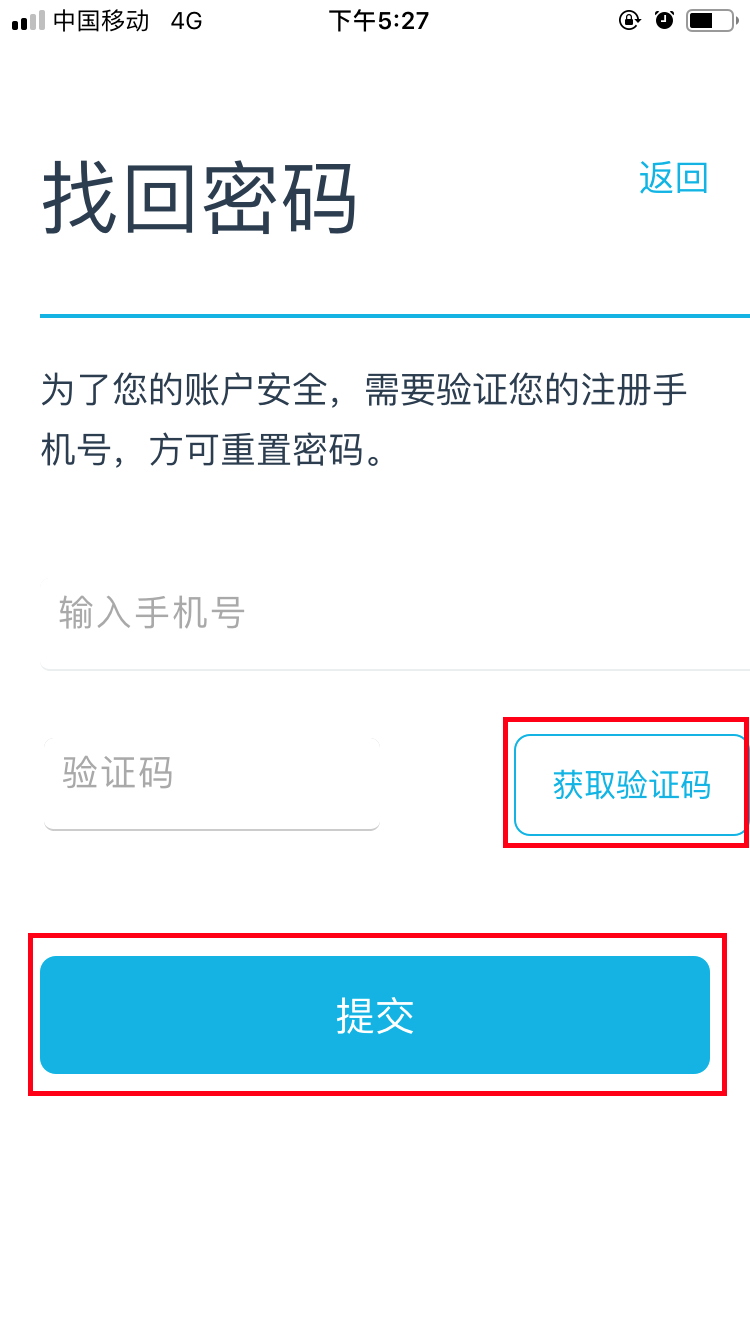 中国移动 4G 下午5:27
找回密码
返回
为了您的账户安全，需要验证您的注册手
机号，方可重置密码。
输入手机号
验证码
获取验证码
提交